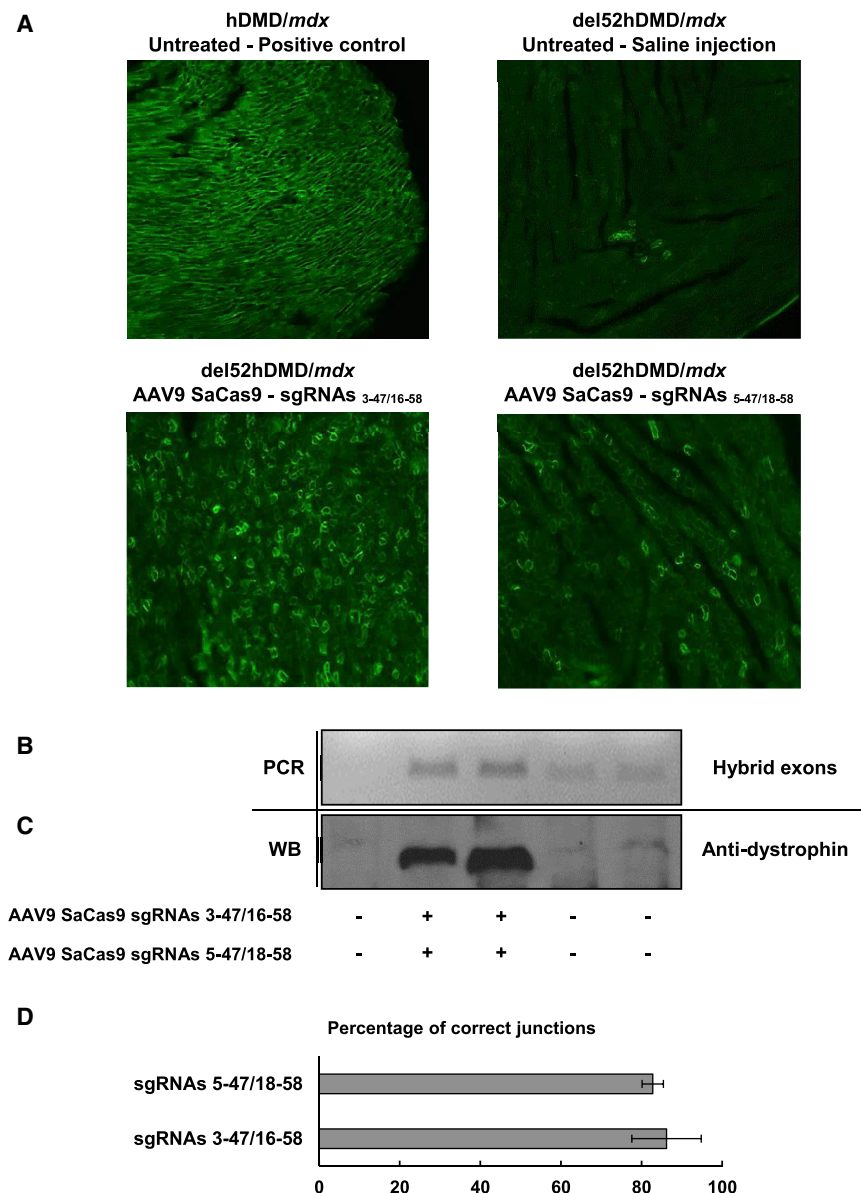 A
hDMD/mdx
Untreated - Positive control
del52hDMD/mdx
Untreated - Saline injection
del52hDMD/mdx
AAV9 SaCas9 - sgRNAs 3-47/16-58
del52hDMD/mdx
AAV9 SaCas9 - sgRNAs 5-47/18-58
B
PCR
Hybrid exons
C
WB
Anti-dystrophin
AAV9 SaCas9 sgRNAs 3-47/16-58 - + + - -
AAV9 SaCas9 sgRNAs 5-47/18-58 - + + - -
D
Percentage of correct junctions
sgRNAs 5-47/18-58
sgRNAs 3-47/16-58
0 20 40 60 80 100